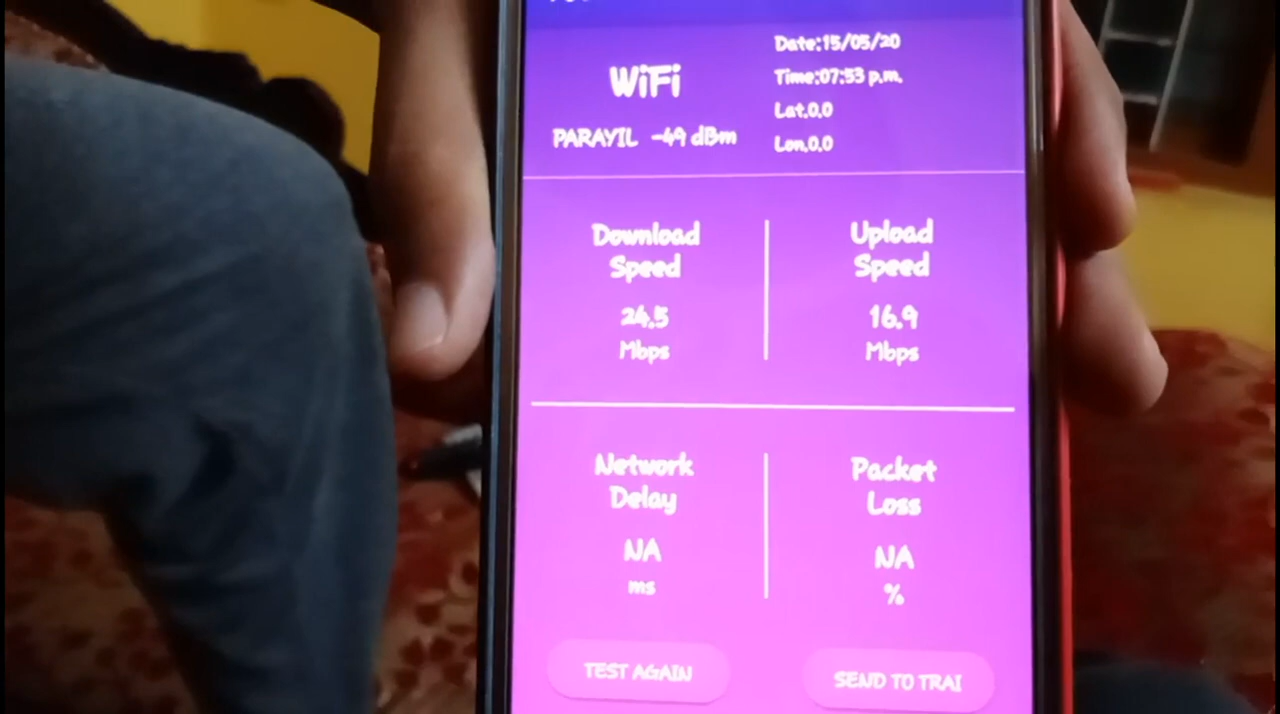 WiFi
PARAYIL -49 dBm
Date:15/05/20
Time:07:53 p.m.
Lat.0.0
Lon.0.0
Download
Speed
24.5
Mbps
Upload
Speed
16.9
Mbps
Network
Delay
NA
ms
Packet
Loss
NA
%
TEST AGAIN
SEND TO TRAI